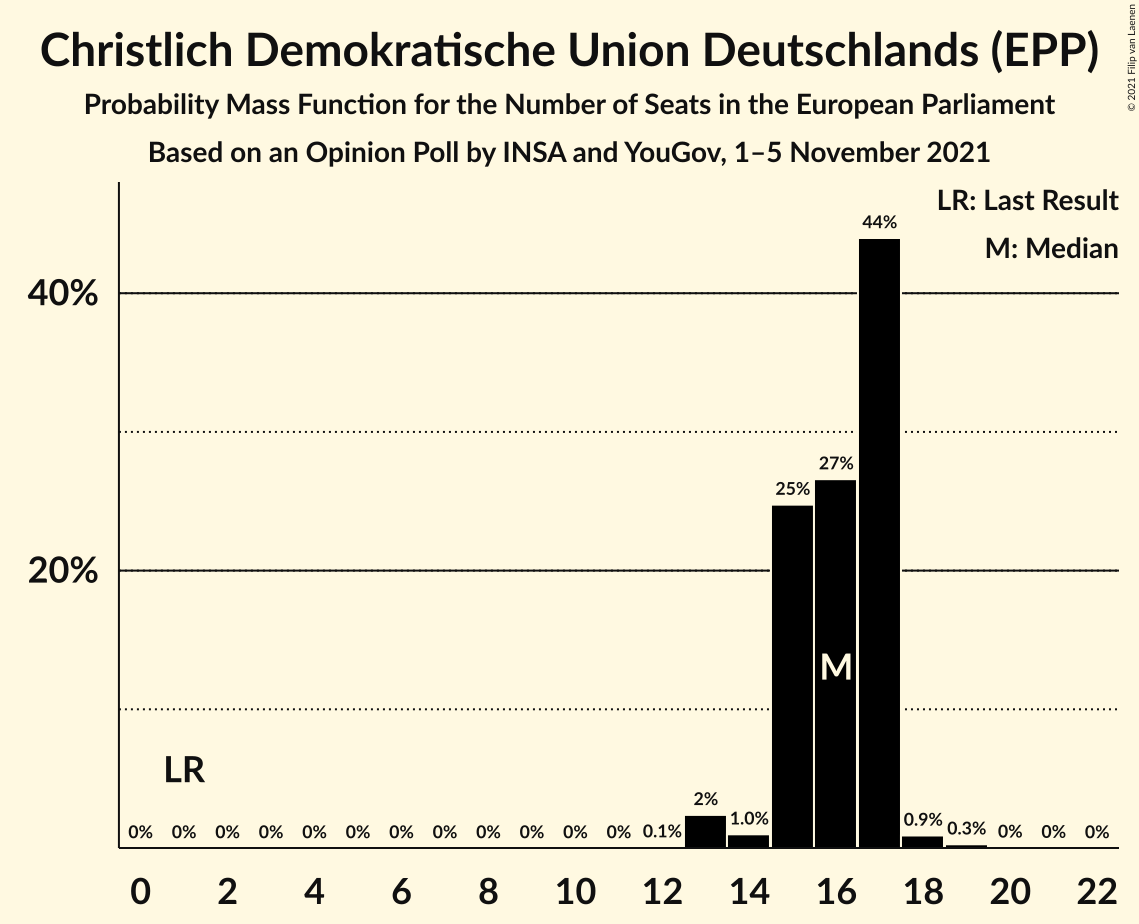 Christlich Demokratische Union Deutschlands (EPP)
Probability Mass Function for the Number of Seats in the European Parliament
Based on an Opinion Poll by INSA and YouGov, 1–5 November 2021
© 2021 Filip van Laenen
LR: Last Result
M: Median
44%
40%
27%
25%
20%
M
LR
2%
0% 0% 0% 0% 0% 0% 0% 0% 0% 0% 0% 0% 0.1% 1.0% 0.9% 0.3% 0% 0% 0%
0 2 4 6 8 10 12 14 16 18 20 22